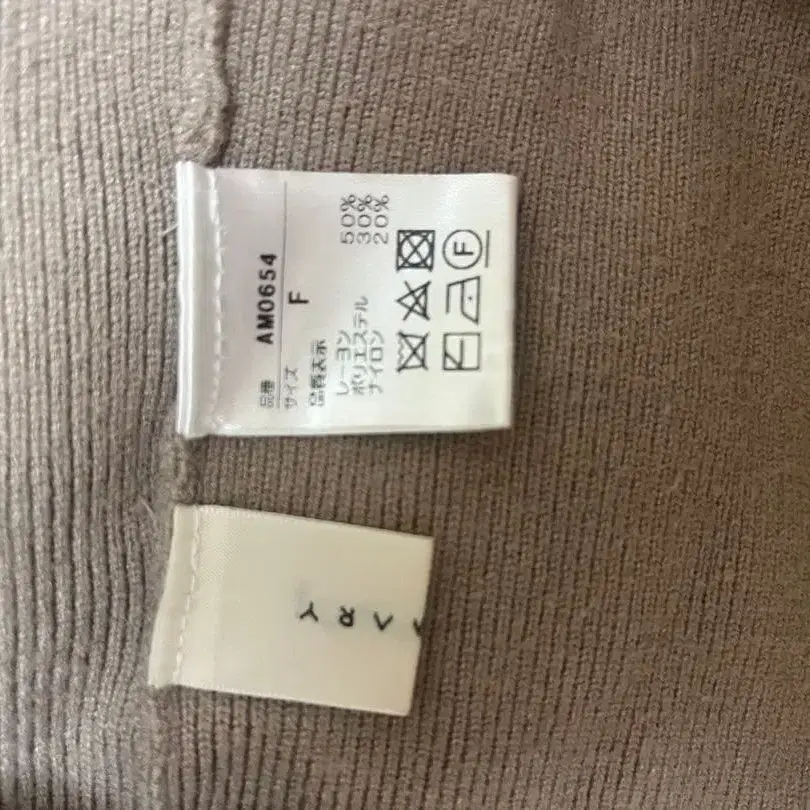 品番 AM0654
サイズ F
品質表示
レーヨン 50%
ポリエステル 30%
ナイロン 20%
F
ARY